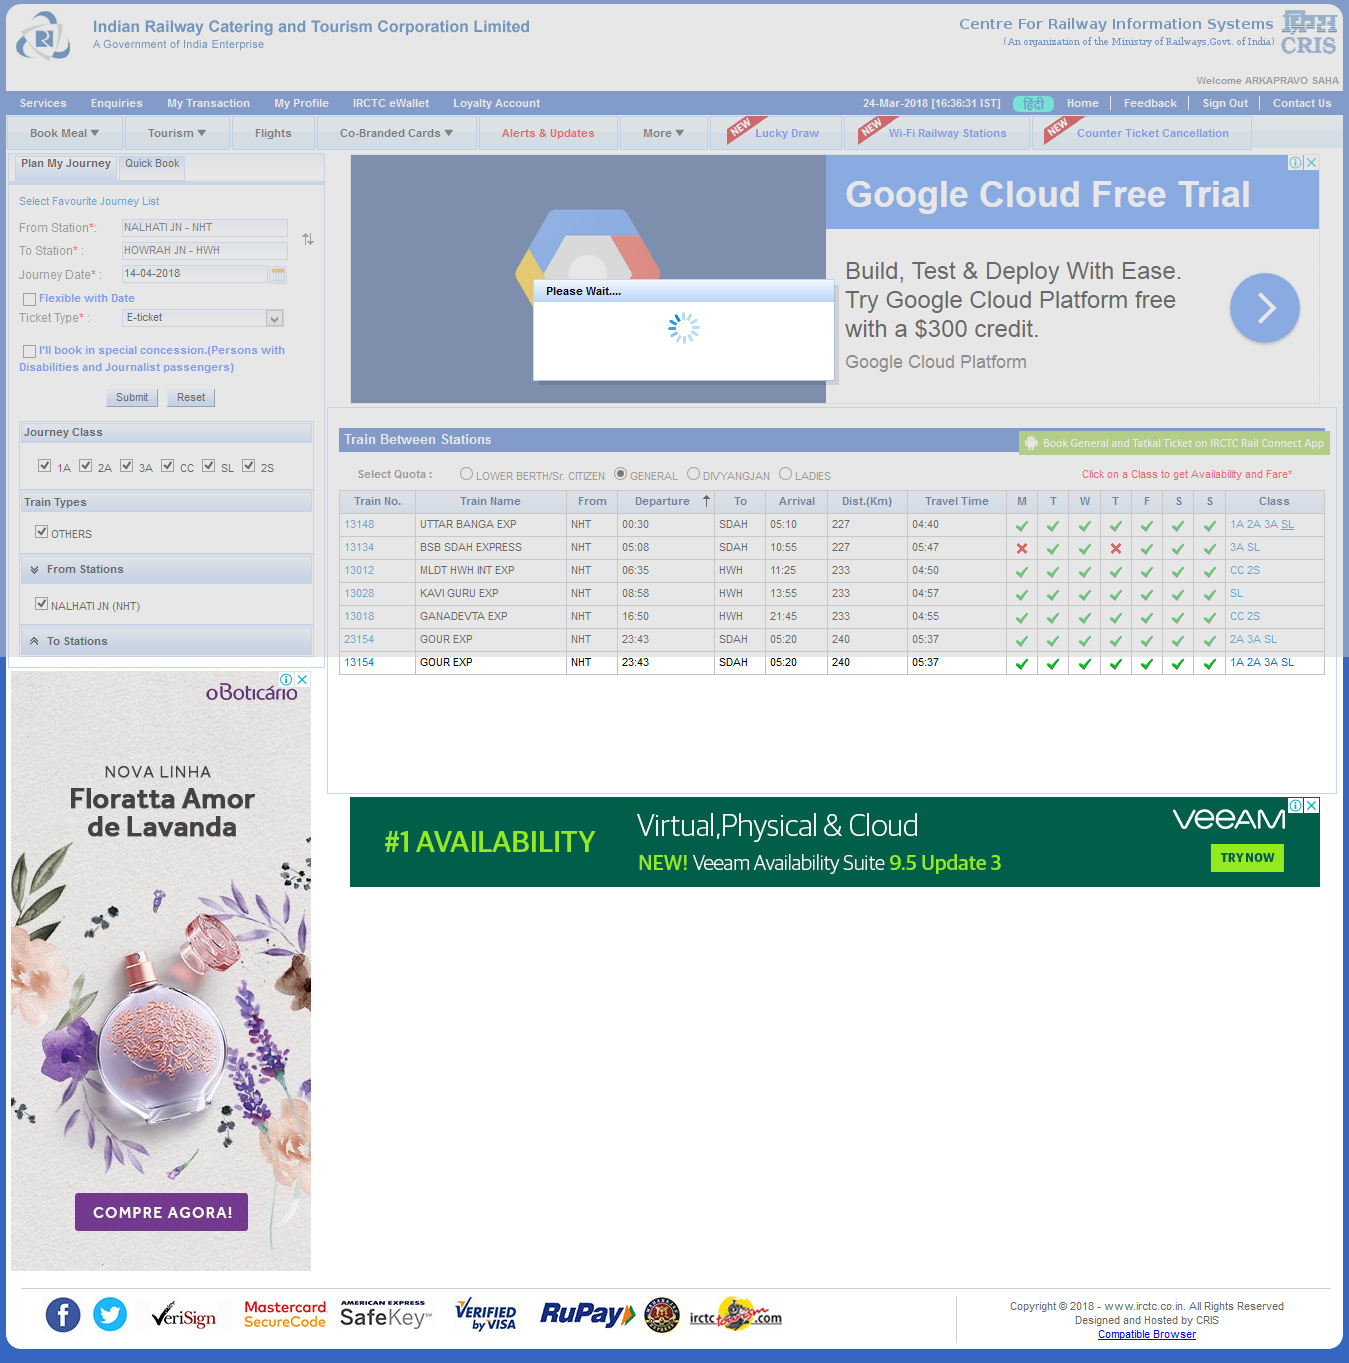 Indian Railway Catering and Tourism Corporation Limited
A Government of India Enterprise
Centre For Railway Information Systems
(An organization of the Ministry of Railways,Govt. of India)
CRIS
Welcome ARKAPRAVO SAHA
Services Enquiries My Transaction My Profile IRCTC eWallet Loyalty Account 24-Mar-2018 [16:36:31 IST] हिंदी Home Feedback Sign Out Contact Us
Book Meal Tourism Flights Co-Branded Cards Alerts & Updates More NEW Lucky Draw NEW Wi-Fi Railway Stations NEW Counter Ticket Cancellation
Plan My Journey Quick Book
Select Favourite Journey List
From Station*: NALHATI JN - NHT
To Station* : HOWRAH JN - HWH
Journey Date* : 14-04-2018
Flexible with Date
Ticket Type* : E-ticket
I'll book in special concession.(Persons with
Disabilities and Journalist passengers)
Submit Reset
Journey Class
1A 2A 3A CC SL 2S
Train Types
OTHERS
From Stations
NALHATI JN (NHT)
To Stations
Google Cloud Free Trial
Build, Test & Deploy With Ease.
Try Google Cloud Platform free
with a $300 credit.
Google Cloud Platform
Please Wait....
Train Between Stations
Book General and Tatkal Ticket on IRCTC Rail Connect App
Select Quota : LOWER BERTH/Sr. CITIZEN GENERAL DIVYANGJAN LADIES Click on a Class to get Availability and Fare*
Train No. Train Name From Departure To Arrival Dist.(Km) Travel Time M T W T F S S Class
13148 UTTAR BANGA EXP NHT 00:30 SDAH 05:10 227 04:40 1A 2A 3A SL
13134 BSB SDAH EXPRESS NHT 05:08 SDAH 10:55 227 05:47 3A SL
13012 MLDT HWH INT EXP NHT 06:35 HWH 11:25 233 04:50 CC 2S
13028 KAVI GURU EXP NHT 08:58 HWH 13:55 233 04:57 SL
13018 GANADEVTA EXP NHT 16:50 HWH 21:45 233 04:55 CC 2S
23154 GOUR EXP NHT 23:43 SDAH 05:20 240 05:37 2A 3A SL
13154 GOUR EXP NHT 23:43 SDAH 05:20 240 05:37 1A 2A 3A SL
oBoticário
NOVA LINHA
Floratta Amor
de Lavanda
COMPRE AGORA!
#1 AVAILABILITY
Virtual,Physical & Cloud
NEW! Veeam Availability Suite 9.5 Update 3
VEEAM
TRY NOW
VeriSign
Mastercard
SecureCode
AMERICAN EXPRESS
SafeKey
VERIFIED
by VISA
RuPay
irctc tourism .com
Copyright © 2018 - www.irctc.co.in. All Rights Reserved
Designed and Hosted by CRIS
Compatible Browser